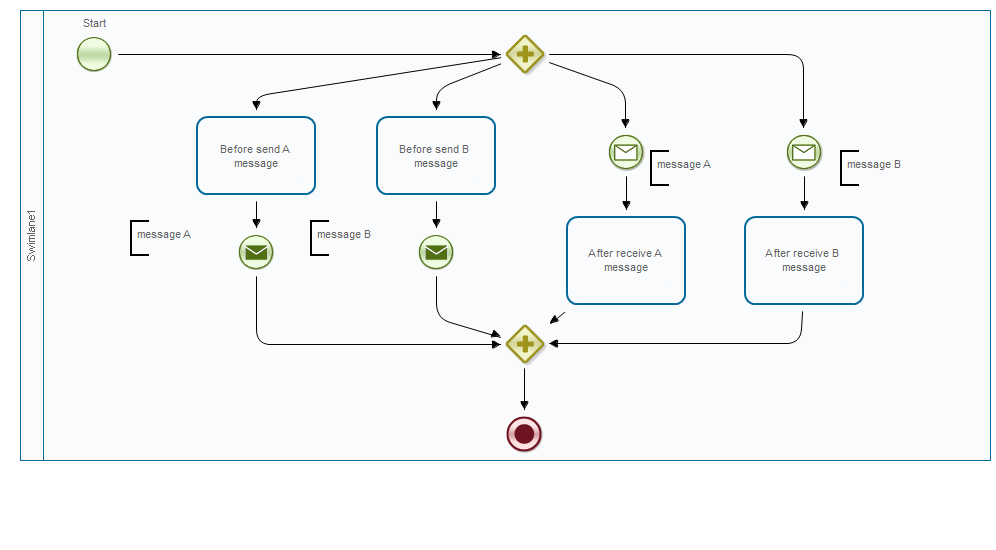 Start
Swimlane1
Before send A
message
Before send B
message
message A
message B
message A
message B
After receive A
message
After receive B
message